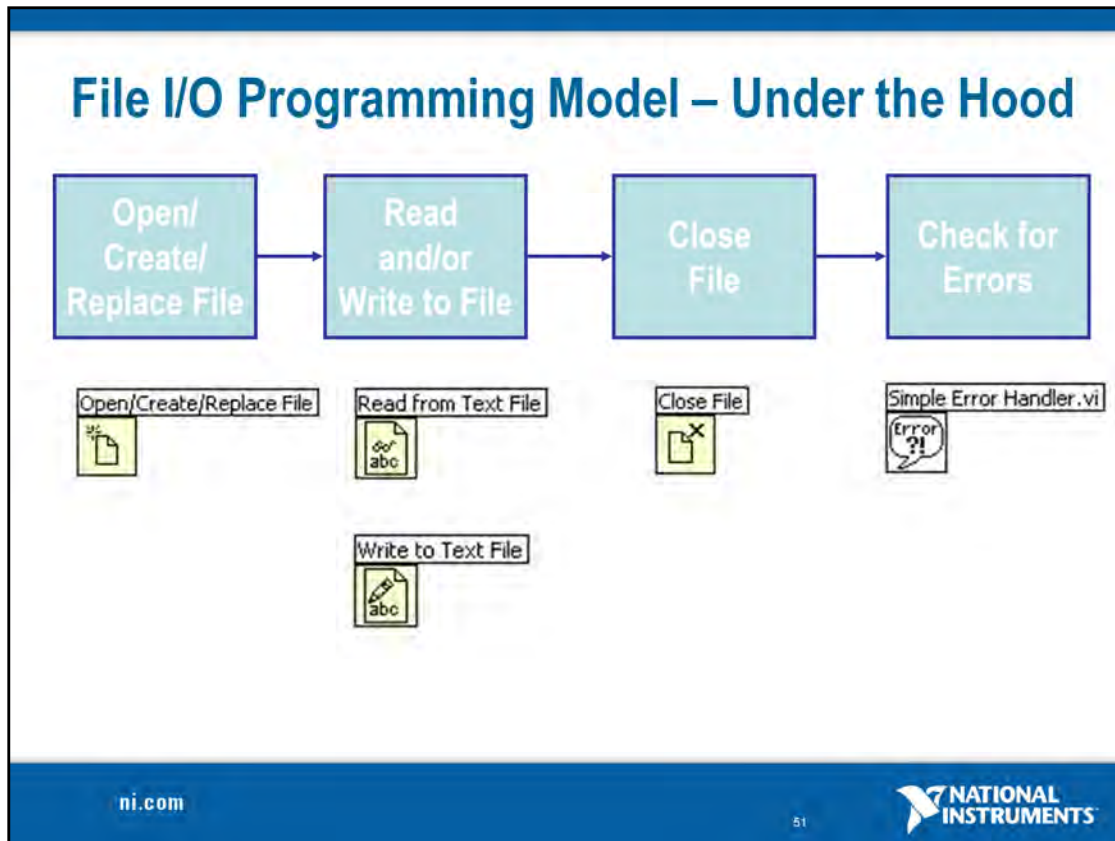 File I/O Programming Model – Under the Hood
Open/
Create/
Replace File
Read
and/or
Write to File
Close
File
Check for
Errors
Open/Create/Replace File
Read from Text File
abc
Close File
Simple Error Handler.vi
Error
?!
Write to Text File
abc
ni.com
51
NATIONAL
INSTRUMENTS